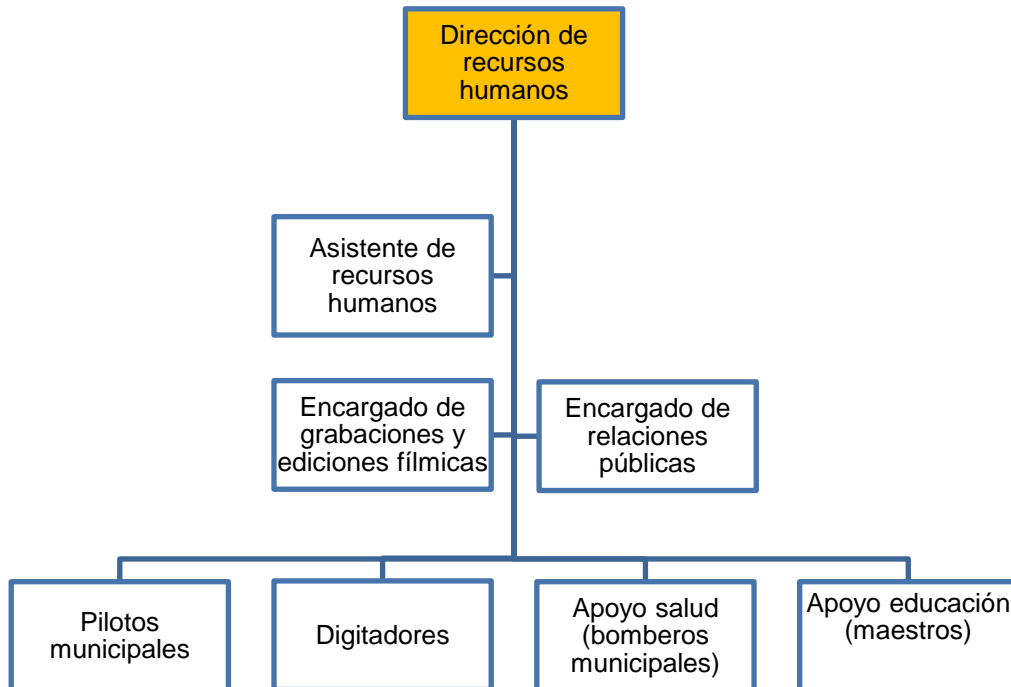 Dirección de
recursos
humanos
Asistente de
recursos
humanos
Encargado de
grabaciones y
ediciones fílmicas
Encargado de
relaciones
públicas
Pilotos
municipales
Digitadores
Apoyo salud
(bomberos
municipales)
Apoyo educación
(maestros)